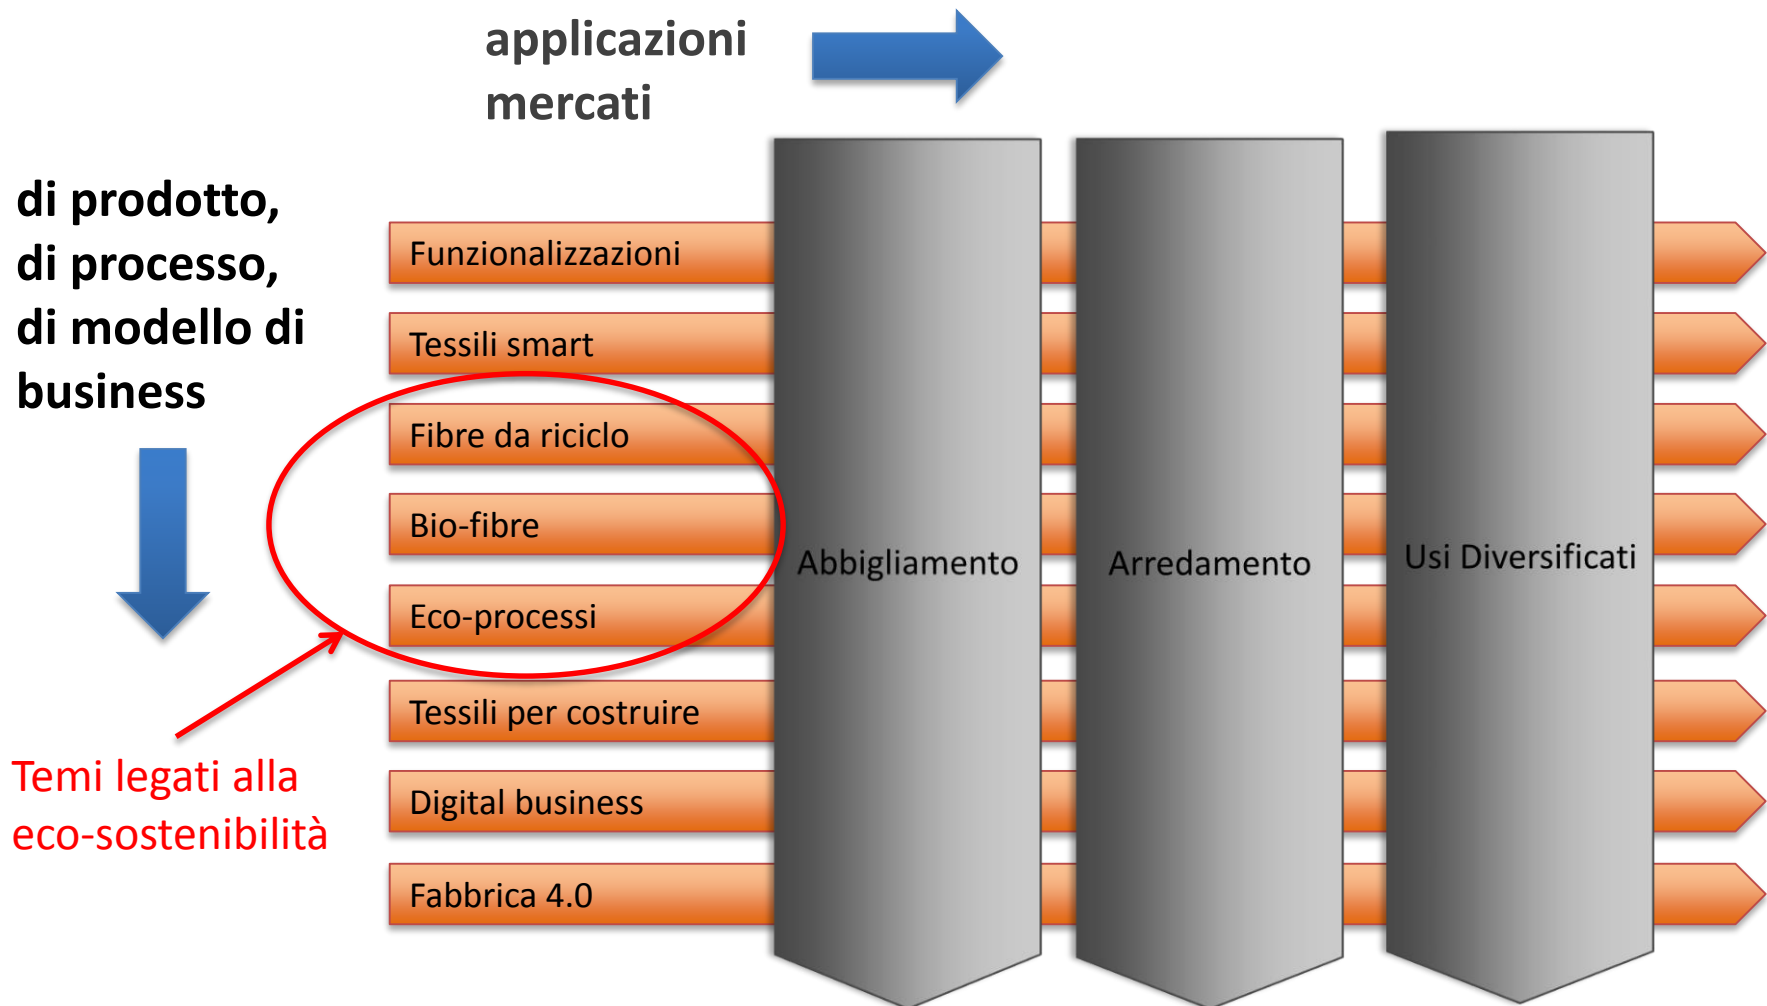 applicazioni
mercati
di prodotto,
di processo,
di modello di
business
Funzionalizzazioni
Tessili smart
Fibre da riciclo
Bio-fibre
Eco-processi
Tessili per costruire
Digital business
Fabbrica 4.0
Abbigliamento
Arredamento
Usi Diversificati
Temi legati alla
eco-sostenibilità